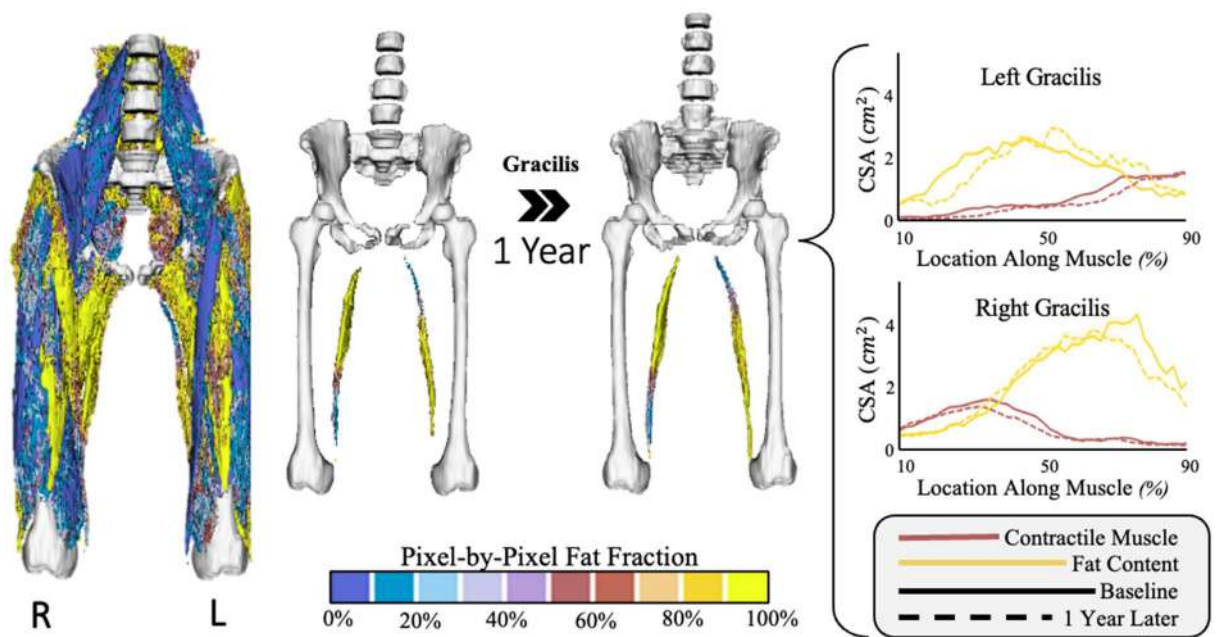 Gracilis
1 Year
R
L
Pixel-by-Pixel Fat Fraction
0% 20% 40% 60% 80% 100%
Left Gracilis
CSA (cm²)
4
2
0
10 50 90
Location Along Muscle (%)
Right Gracilis
CSA (cm²)
4
2
0
10 50 90
Location Along Muscle (%)
Contractile Muscle
Fat Content
Baseline
1 Year Later